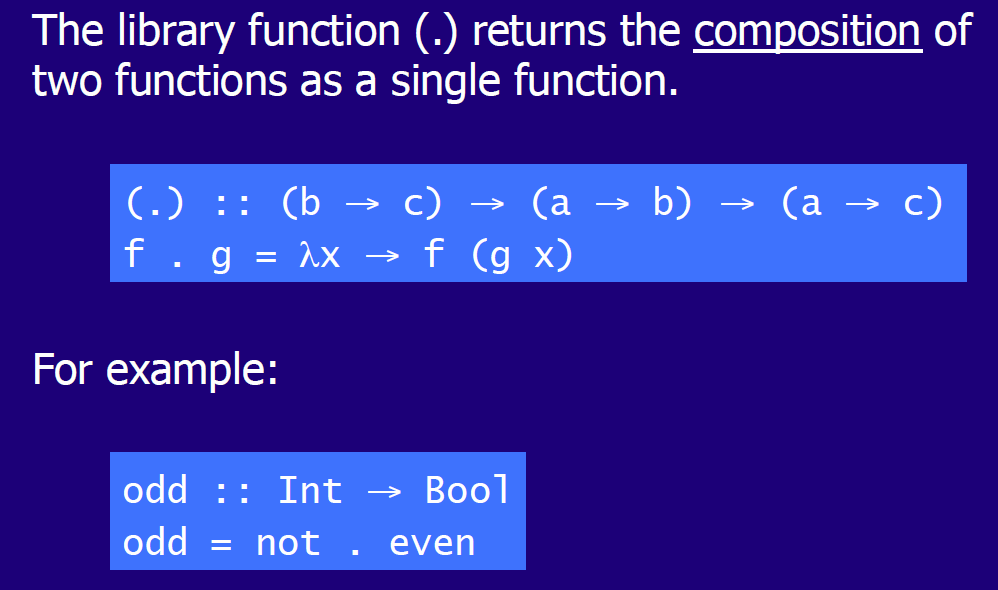 The library function (.) returns the composition of
two functions as a single function.
(.) :: (b → c) → (a → b) → (a → c)
f . g = λx → f (g x)
For example:
odd :: Int → Bool
odd = not . even